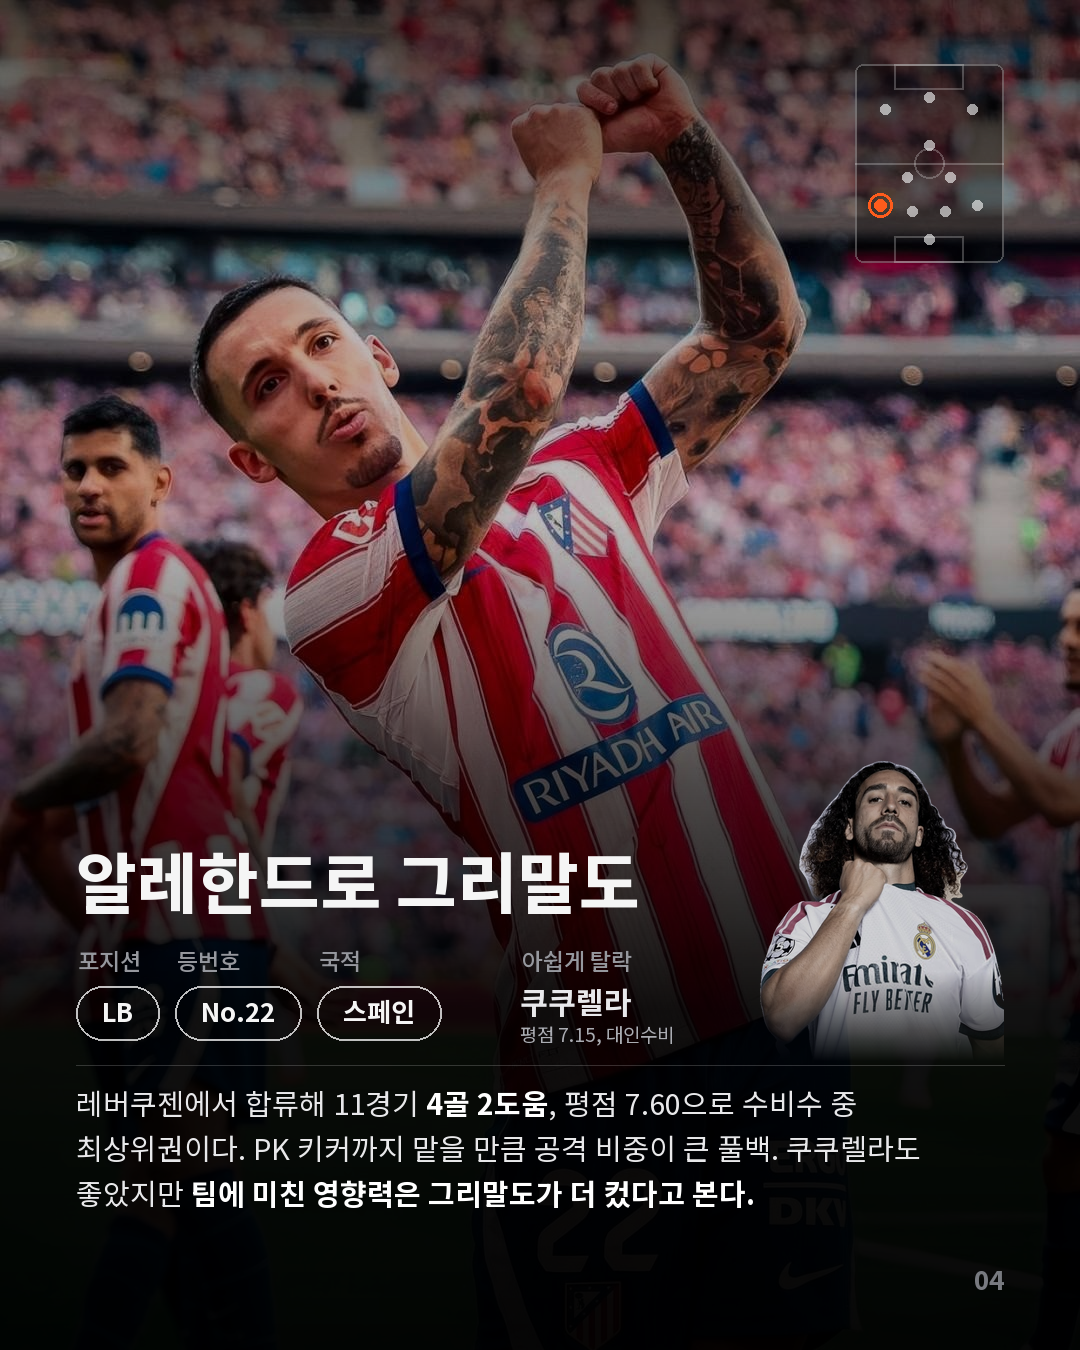 RIYADH AIR
알레한드로 그리말도
포지션 등번호 국적 아쉽게 탈락
LB No.22 스페인 쿠쿠렐라
평점 7.15, 대인수비
FLY BETTER
레버쿠젠에서 합류해 11경기 4골 2도움, 평점 7.60으로 수비수 중
최상위권이다. PK 키커까지 맡을 만큼 공격 비중이 큰 풀백. 쿠쿠렐라도
좋았지만 팀에 미친 영향력은 그리말도가 더 컸다고 본다.
22
04